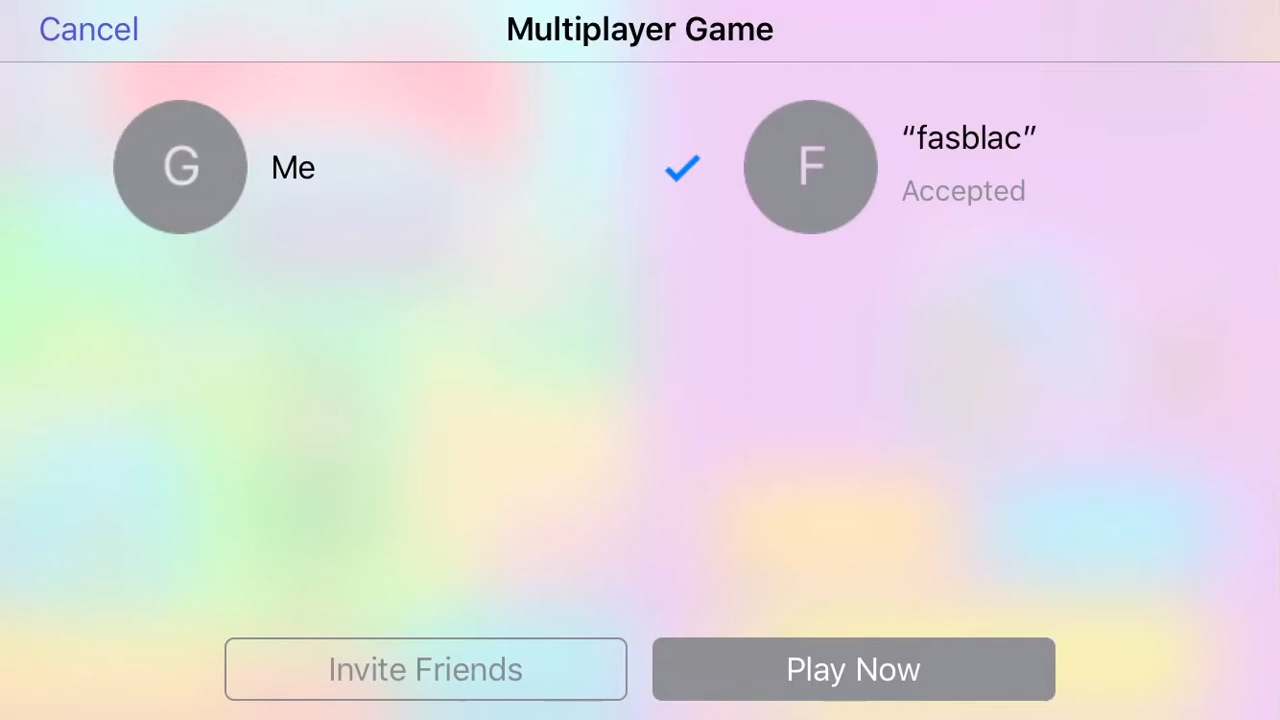 Cancel
Multiplayer Game
G
Me
F
“fasblac”
Accepted
Invite Friends
Play Now